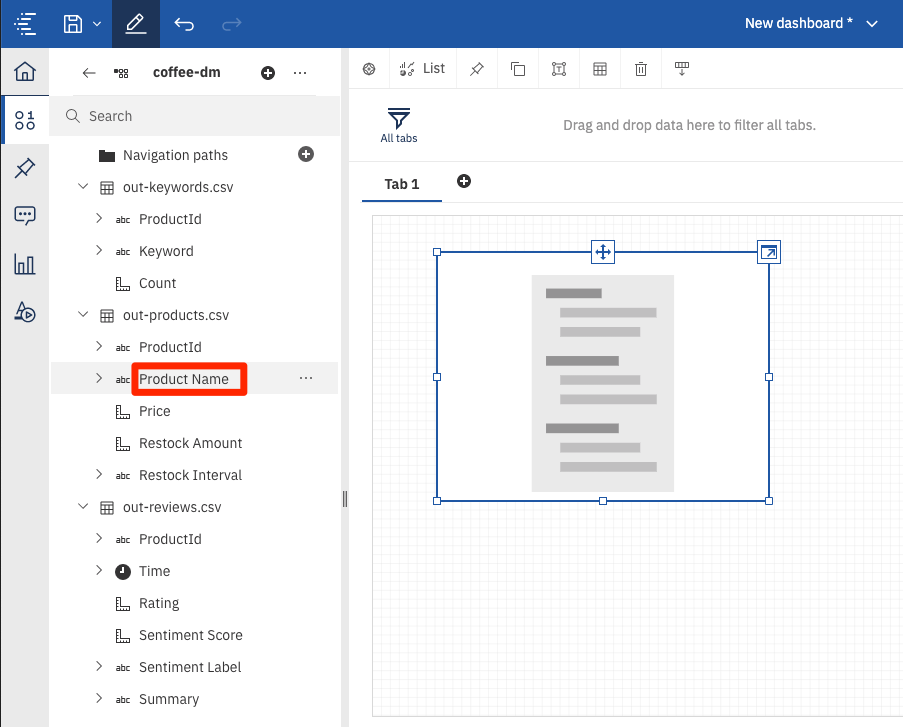 New dashboard *
coffee-dm
List
Search
All tabs
Drag and drop data here to filter all tabs.
Navigation paths
Tab 1
out-keywords.csv
abc ProductId
abc Keyword
Count
out-products.csv
abc ProductId
abc Product Name
Price
Restock Amount
abc Restock Interval
out-reviews.csv
abc ProductId
Time
Rating
Sentiment Score
abc Sentiment Label
abc Summary